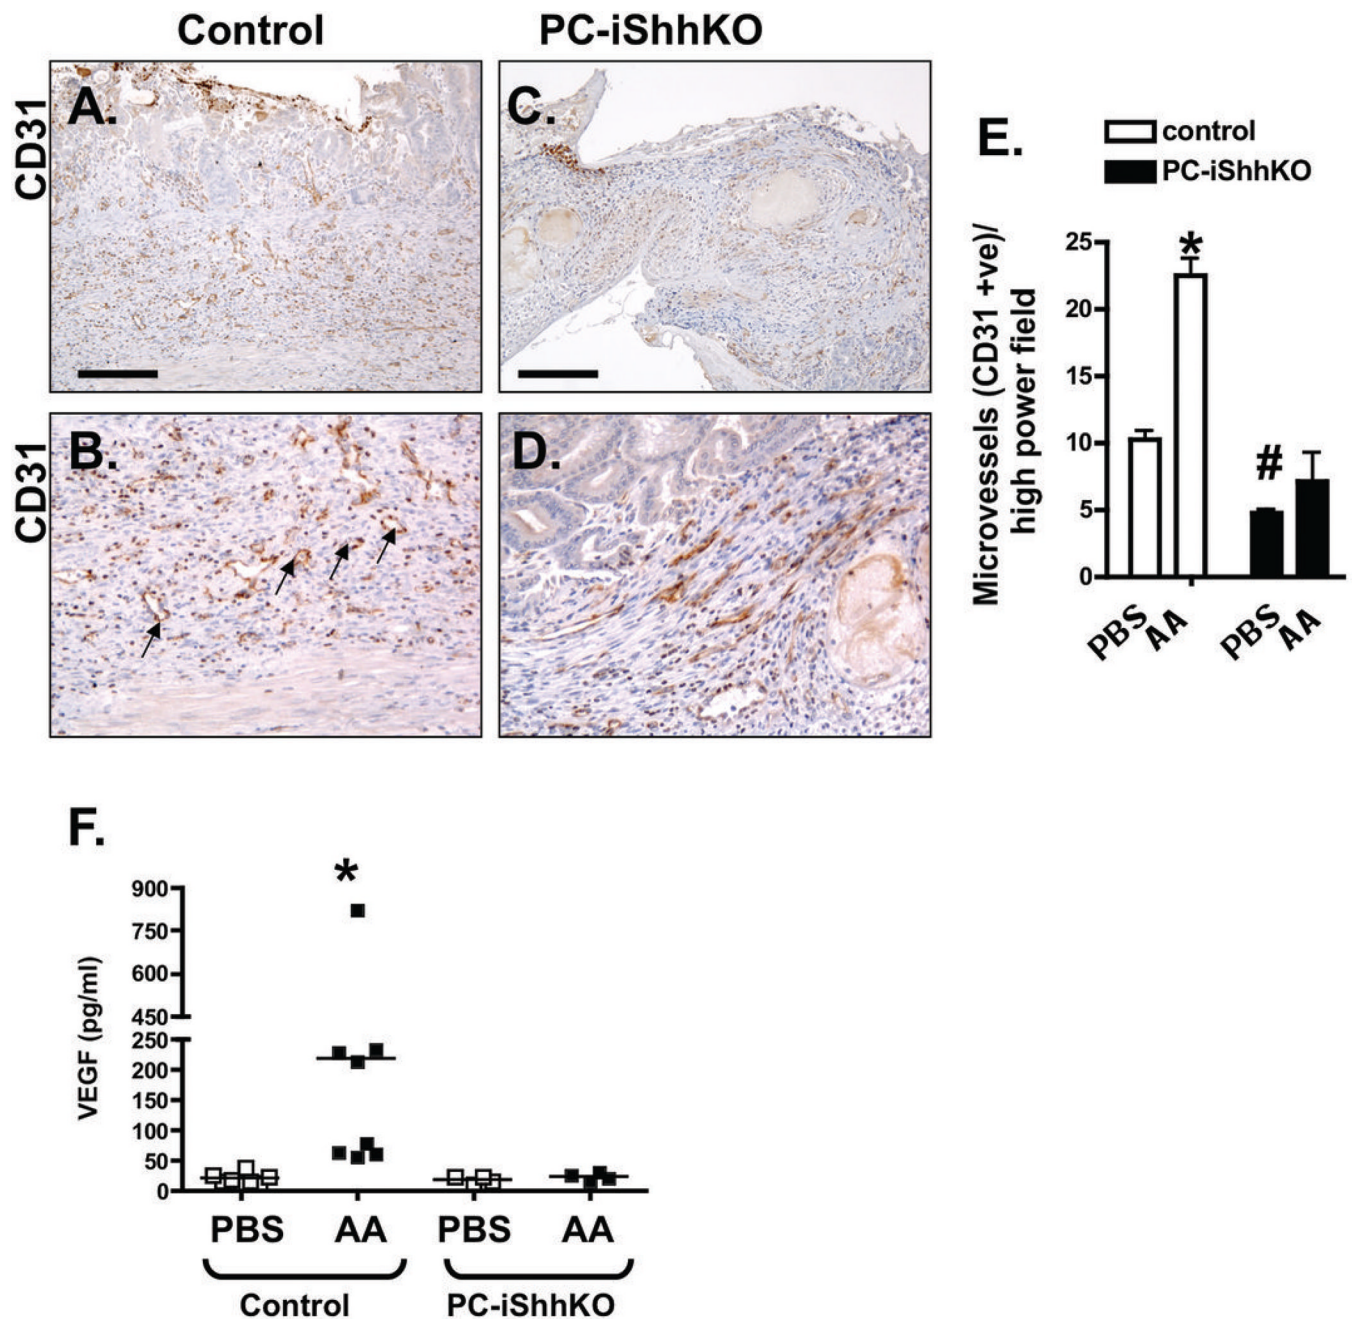 Control
PC-iShhKO
CD31
A.
C.
CD31
B.
D.
E.
control
PC-iShhKO
Microvessels (CD31 +ve)/
high power field
25
20
15
10
5
0
*
#
PBS
AA
PBS
AA
F.
VEGF (pg/ml)
900
750
600
450
250
200
150
100
50
0
*
PBS AA PBS AA
Control PC-iShhKO